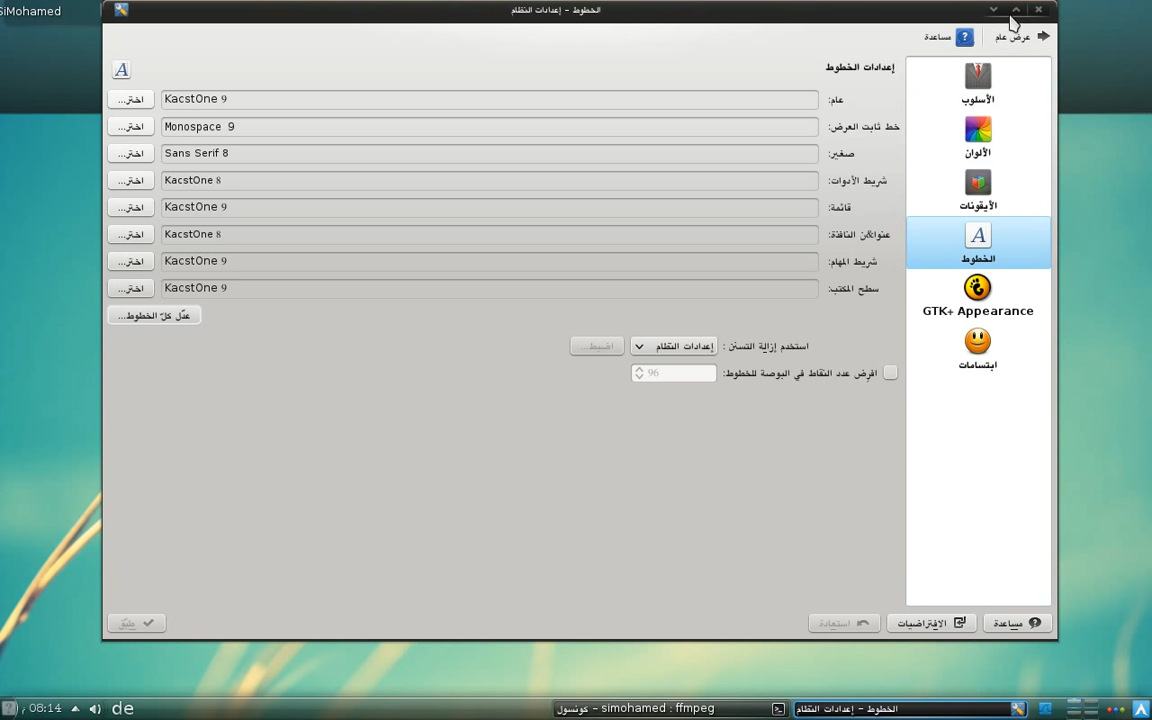 SiMohamed
الخطوط – إعدادات النظام
عرض عام
مساعدة
إعدادات الخطوط
عام:
KacstOne 9
اختر...
خط ثابت العرض:
Monospace 9
اختر...
صغير:
Sans Serif 8
اختر...
شريط الأدوات:
KacstOne 8
اختر...
قائمة:
KacstOne 9
اختر...
عنوا&ن النافذة:
KacstOne 8
اختر...
شريط المهام:
KacstOne 9
اختر...
سطح المكتب:
KacstOne 9
اختر...
عدّل كلّ الخطوط...
استخدم إزالة التسنن :
إعدادات النظام
اضبط...
افرض عدد النقاط في البوصة للخطوط:
96
الأسلوب
الألوان
الأيقونات
الخطوط
GTK+ Appearance
ابتسامات
مساعدة
الافتراضيات
استعادة
طبّق
الخطوط – إعدادات النظام
simohamed : ffmpeg – كونسول
de
08:14